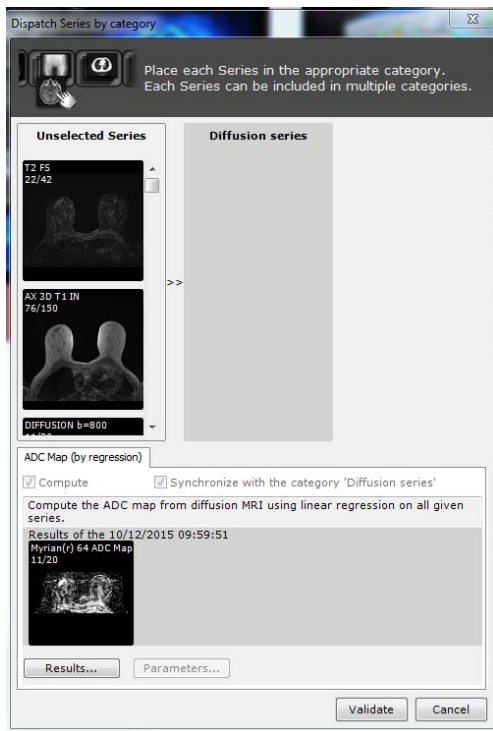 Dispatch Series by category
Place each Series in the appropriate category.
Each Series can be included in multiple categories.
Unselected Series
Diffusion series
T2 FS
22/42
>>
AX 3D T1 IN
76/150
DIFFUSION b=800
ADC Map (by regression)
Compute
Synchronize with the category 'Diffusion series'
Compute the ADC map from diffusion MRI using linear regression on all given
series.
Results of the 10/12/2015 09:59:51
Myrian(r) 64 ADC Map
11/20
Results...
Parameters...
Validate
Cancel